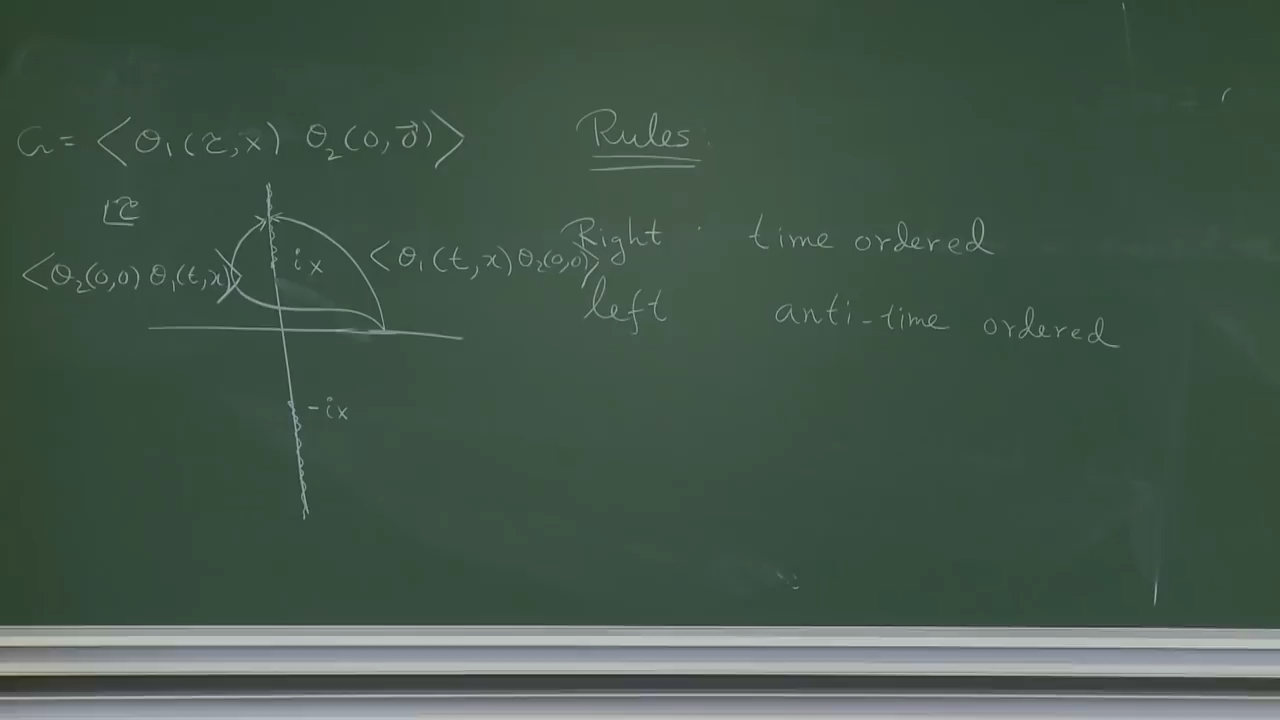 G = ⟨O₁(τ,x) O₂(0,0⃗)⟩
Rules:
τ
Right · time ordered
⟨O₂(0,0) O₁(t,x)⟩
ix
⟨O₁(t,x) O₂(0,0)⟩
left anti-time ordered
-ix